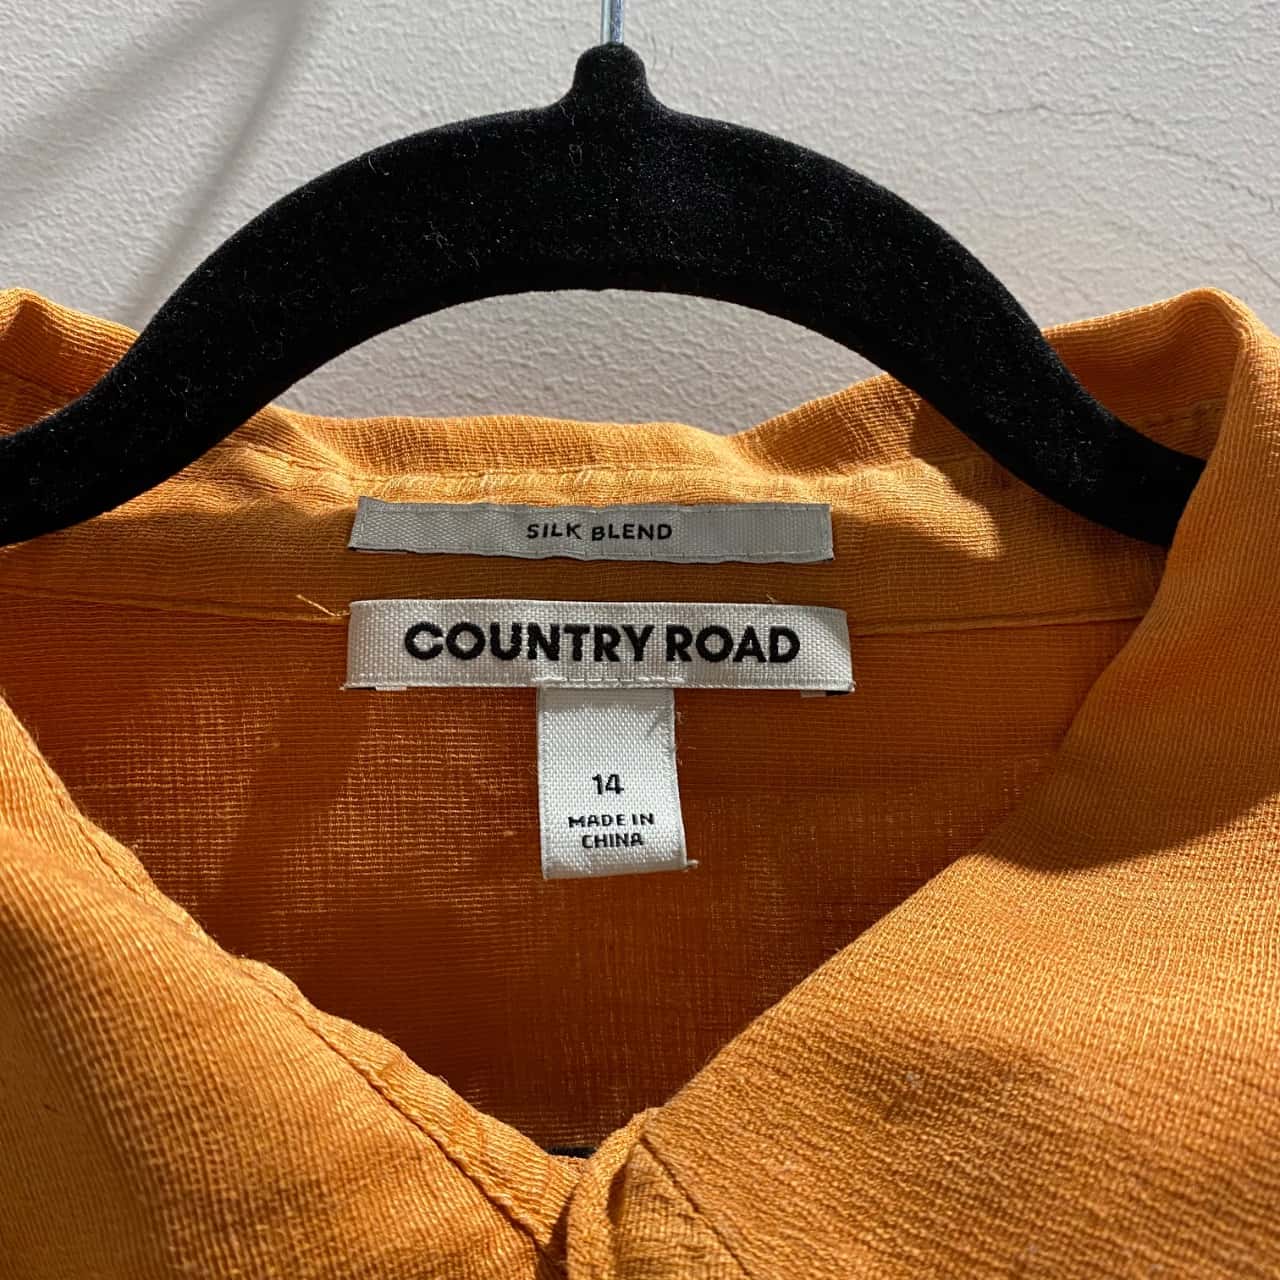 SILK BLEND
COUNTRY ROAD
14
MADE IN
CHINA